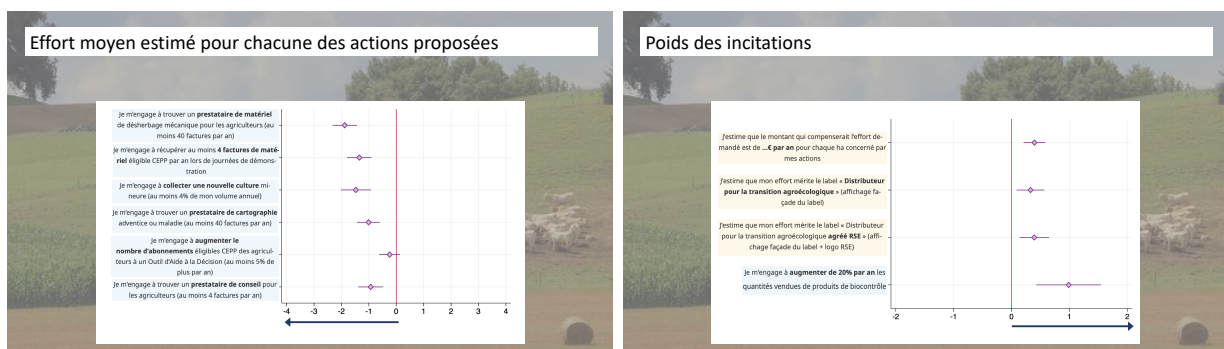 Effort moyen estimé pour chacune des actions proposées
Je m'engage à trouver un prestataire de matériel
de désherbage mécanique pour les agriculteurs (au
moins 40 factures par an)
Je m'engage à récupérer au moins 4 factures de maté-
riel éligible CEPP par an lors de journées de démons-
tration
Je m'engage à collecter une nouvelle culture mi-
neure (au moins 4% de mon volume annuel)
Je m'engage à trouver un prestataire de cartographie
adventice ou maladie (au moins 40 factures par an)
Je m'engage à augmenter le
nombre d'abonnements éligibles CEPP des agricul-
teurs à un Outil d'Aide à la Décision (au moins 5% de
plus par an)
Je m'engage à trouver un prestataire de conseil pour
les agriculteurs (au moins 4 factures par an)
-4 -3 -2 -1 0 1 2 3 4
Poids des incitations
J'estime que le montant qui compenserait l'effort de-
mandé est de ...€ par an pour chaque ha concerné par
mes actions
J'estime que mon effort mérite le label « Distributeur
pour la transition agroécologique » (affichage fa-
çade du label)
J'estime que mon effort mérite le label « Distributeur
pour la transition agroécologique agréé RSE » (affi-
chage façade du label + logo RSE)
Je m'engage à augmenter de 20% par an les
quantités vendues de produits de biocontrôle
-2 -1 0 1 2